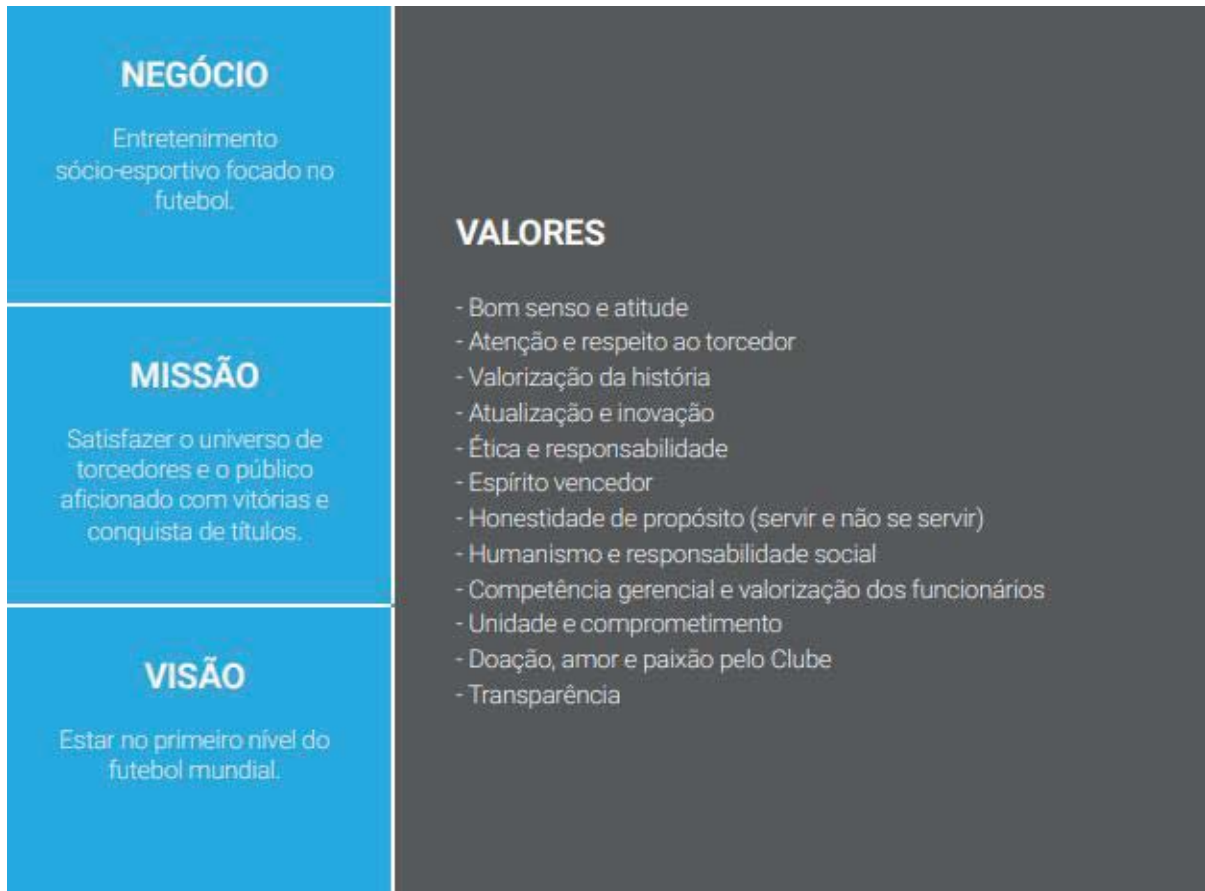 NEGÓCIO
Entretenimento
sócio-esportivo focado no
futebol.
MISSÃO
Satisfazer o universo de
torcedores e o público
aficionado com vitórias e
conquista de títulos.
VISÃO
Estar no primeiro nível do
futebol mundial.
VALORES
- Bom senso e atitude
- Atenção e respeito ao torcedor
- Valorização da história
- Atualização e inovação
- Ética e responsabilidade
- Espírito vencedor
- Honestidade de propósito (servir e não se servir)
- Humanismo e responsabilidade social
- Competência gerencial e valorização dos funcionários
- Unidade e comprometimento
- Doação, amor e paixão pelo Clube
- Transparência